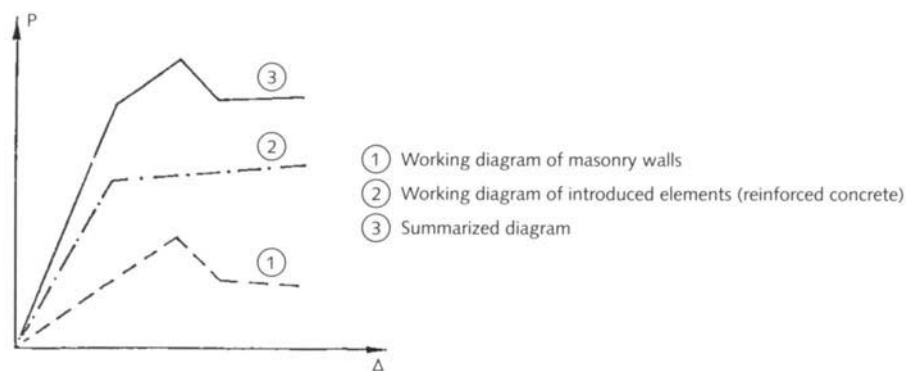 P
③
②
①
Δ
① Working diagram of masonry walls
② Working diagram of introduced elements (reinforced concrete)
③ Summarized diagram